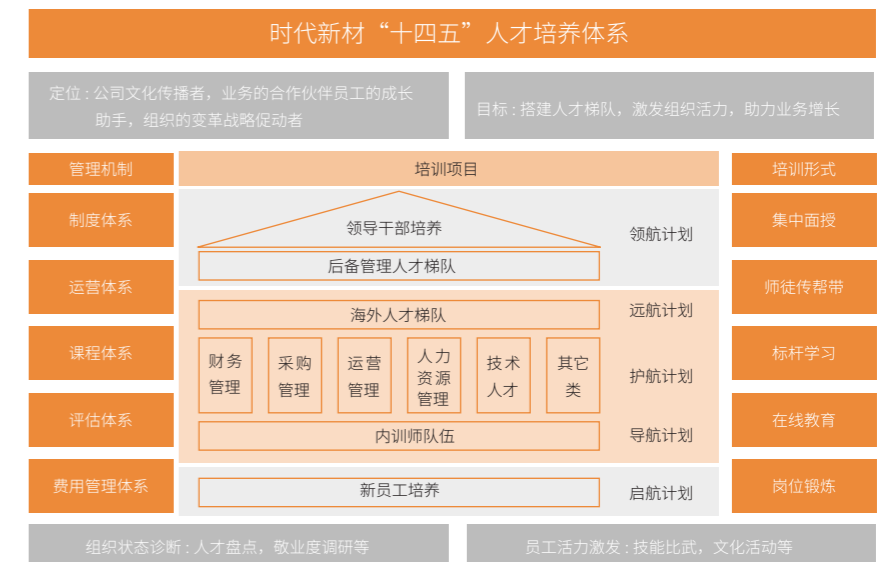 时代新材“十四五”人才培养体系
定位：公司文化传播者，业务的合作伙伴员工的成长
助手，组织的变革战略促动者
目标：搭建人才梯队，激发组织活力，助力业务增长
管理机制
培训项目
培训形式
制度体系
运营体系
课程体系
评估体系
费用管理体系
领导干部培养
后备管理人才梯队
领航计划
海外人才梯队
远航计划
财务
管理
采购
管理
运营
管理
人力
资源
管理
技术
人才
其它
类
护航计划
内训师队伍
导航计划
新员工培养
启航计划
集中面授
师徒传帮带
标杆学习
在线教育
岗位锻炼
组织状态诊断：人才盘点，敬业度调研等
员工活力激发：技能比武，文化活动等